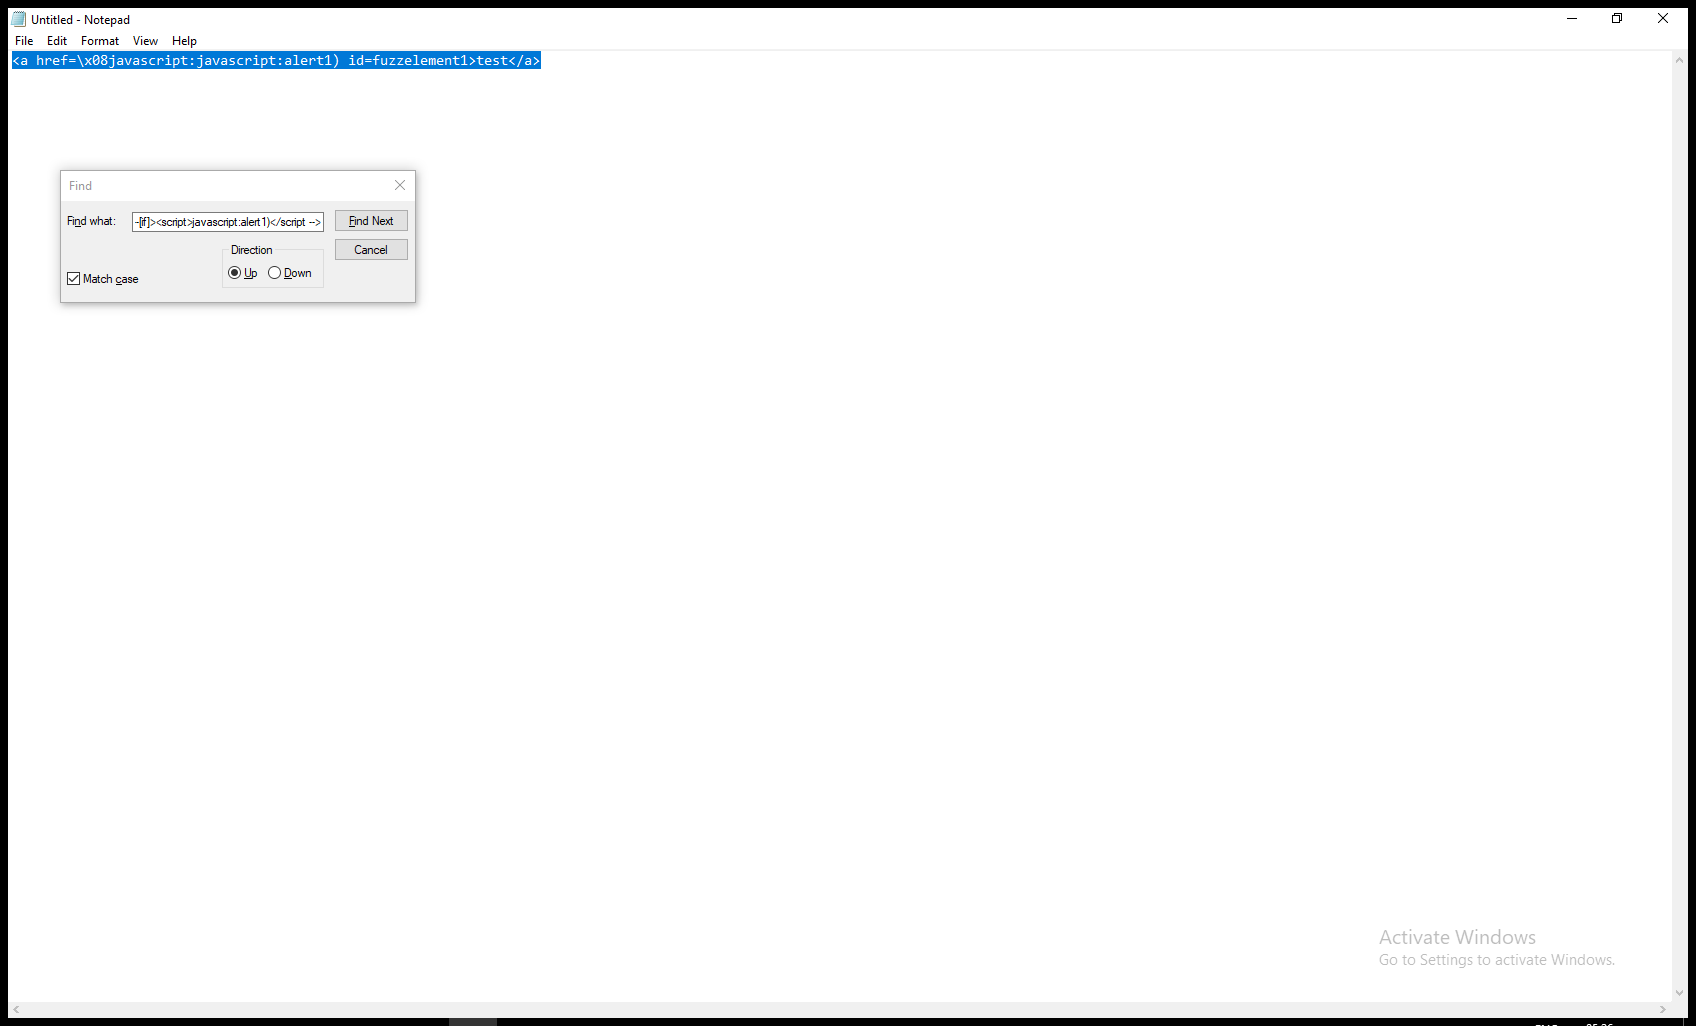 Untitled - Notepad
File Edit Format View Help
<a href=\x08javascript:javascript:alert1) id=fuzzelement1>test</a>
Find
Find what: -[if]><script>javascript:alert1)</script --> Find Next
Direction Cancel
Up Down
Match case
Activate Windows
Go to Settings to activate Windows.